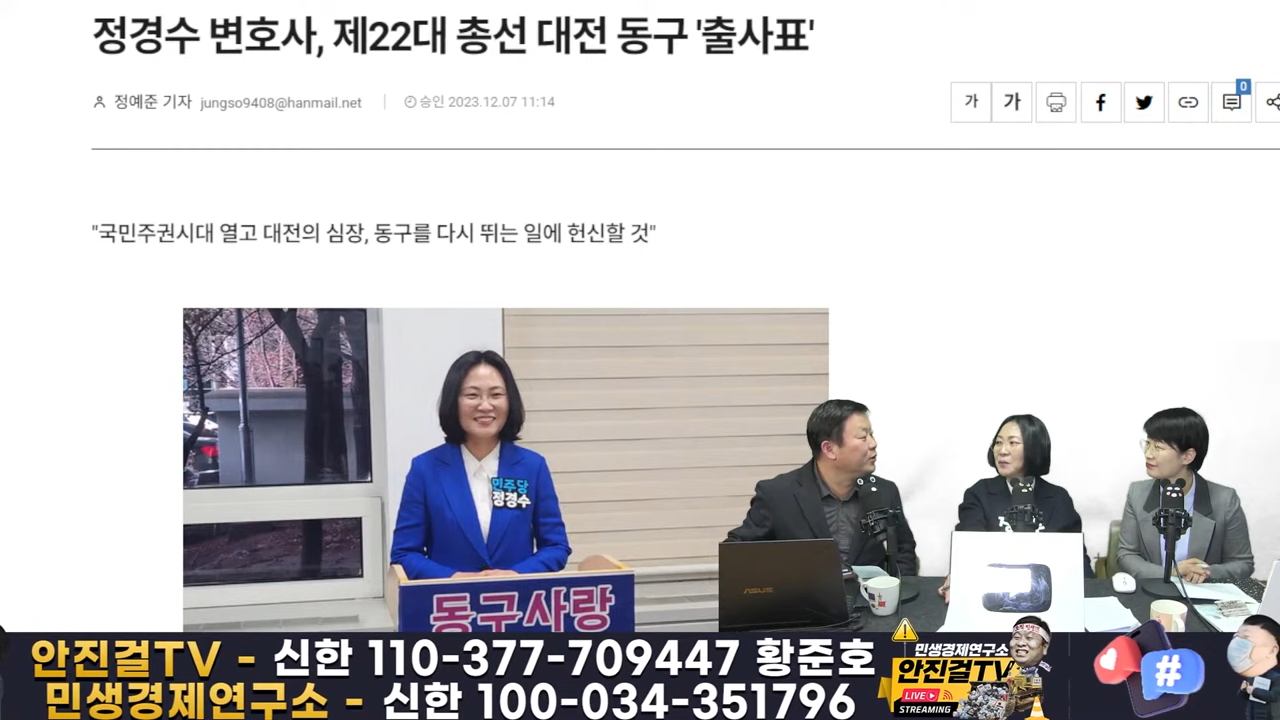 정경수 변호사, 제22대 총선 대전 동구 '출사표'
정예준 기자 jungso9408@hanmail.net 승인 2023.12.07 11:14
가 가 0
"국민주권시대 열고 대전의 심장, 동구를 다시 뛰는 일에 헌신할 것"
민주당
정경수
동구사랑
ASUS
안진걸TV - 신한 110-377-709447 황준호
민생경제연구소 - 신한 100-034-351796
민생경제연구소
안진걸TV
LIVE
STREAMING
#